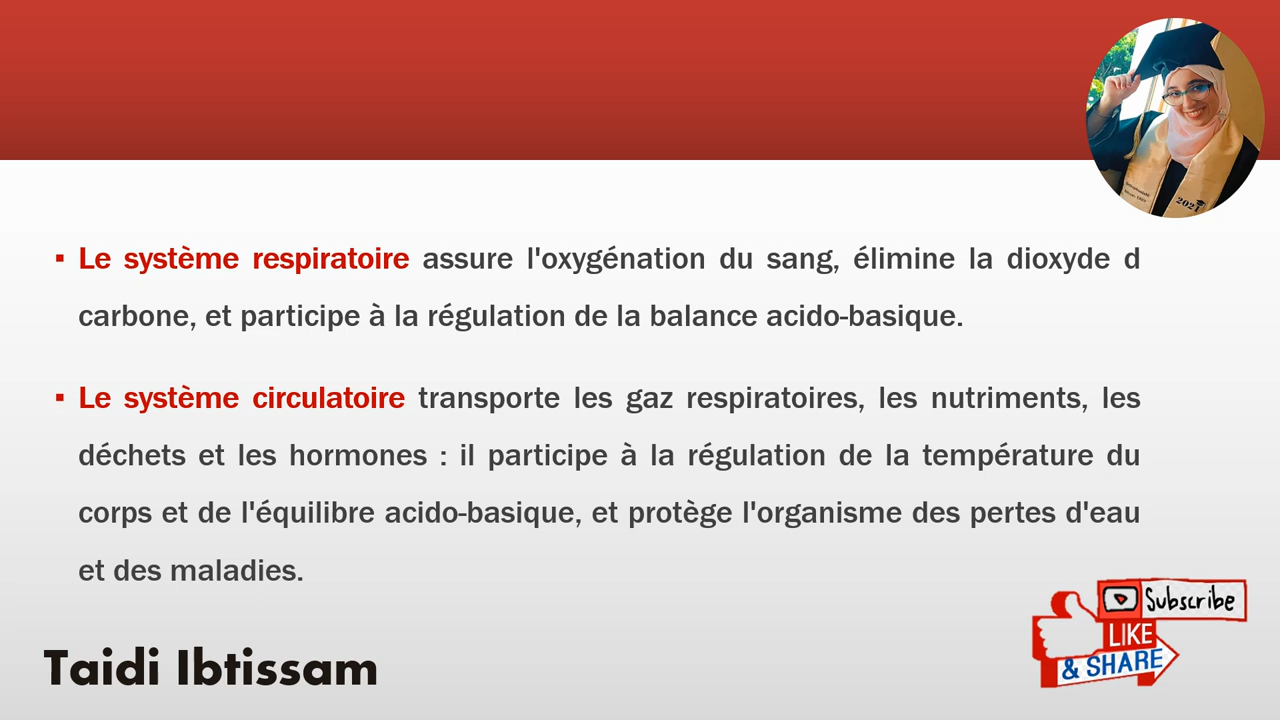 Le système respiratoire assure l'oxygénation du sang, élimine la dioxyde d
carbone, et participe à la régulation de la balance acido-basique.
Le système circulatoire transporte les gaz respiratoires, les nutriments, les
déchets et les hormones : il participe à la régulation de la température du
corps et de l'équilibre acido-basique, et protège l'organisme des pertes d'eau
et des maladies.
Taidi Ibtissam
Subscribe
LIKE
& SHARE
2021